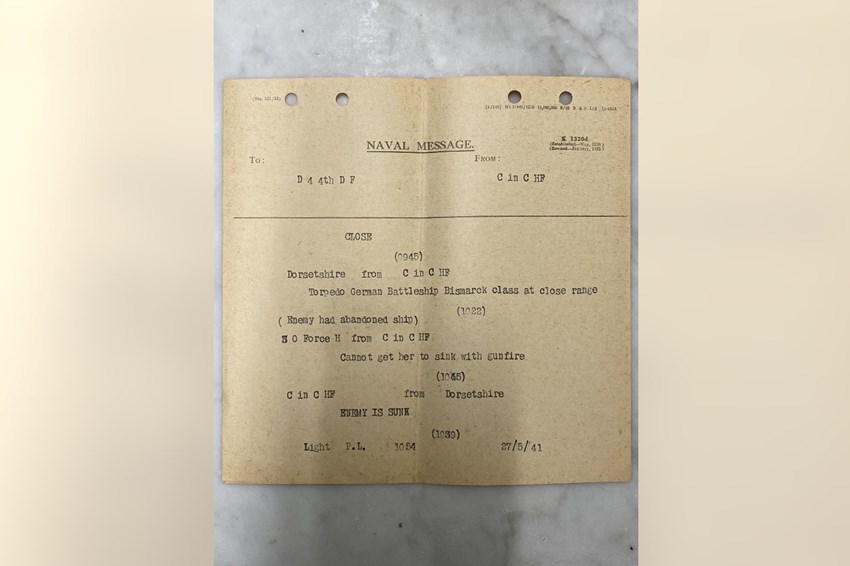 NAVAL MESSAGE.
To: FROM:
D 4 4th D F C in C HF
CLOSE
(0945)
Dorsetshire from C in C HF
Torpedo German Battleship Bismarck class at close range
(1022)
( Enemy had abandoned ship)
S O Force H from C in C HF
Cannot get her to sink with gunfire
(1045)
C in C HF from Dorsetshire
ENEMY IS SUNK
(1039)
Light P.L. 1054 27/5/'41